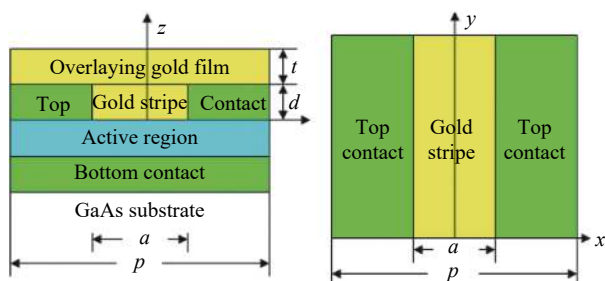 z
Overlaying gold film
t
Top
Gold stripe
Contact
d
Active region
Bottom contact
GaAs substrate
a
p
y
Top
contact
Gold
stripe
Top
contact
x
a
p